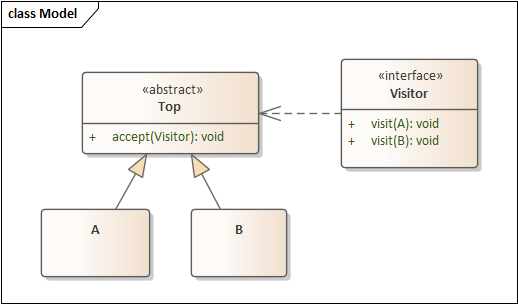 class Model
«abstract»
Top
+ accept(Visitor): void
«interface»
Visitor
+ visit(A): void
+ visit(B): void
A
B